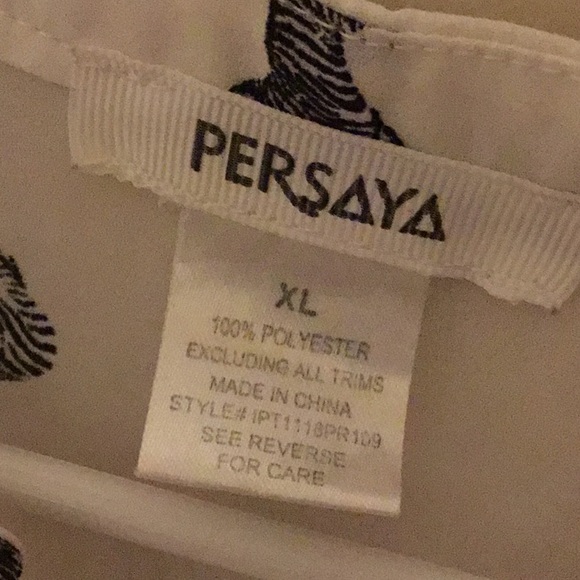 PERSAYA
XL
100% POLYESTER
EXCLUDING ALL TRIMS
MADE IN CHINA
STYLE# IPT1118PR109
SEE REVERSE
FOR CARE